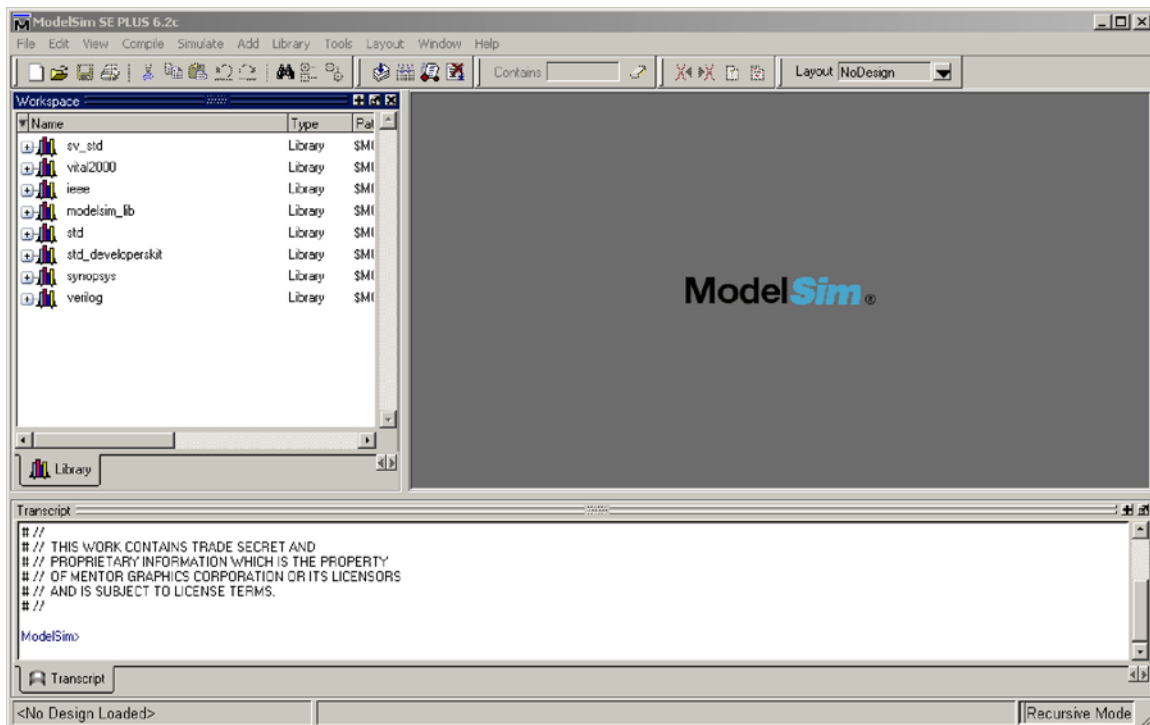 ModelSim SE PLUS 6.2c
File Edit View Compile Simulate Add Library Tools Layout Window Help
Contains Layout NoDesign
Workspace
Name Type Pat
sv_std Library $M
vital2000 Library $M
ieee Library $M
modelsim_lib Library $M
std Library $M
std_developerskit Library $M
synopsys Library $M
verilog Library $M
ModelSim ®
Library
Transcript
# //
# // THIS WORK CONTAINS TRADE SECRET AND
# // PROPRIETARY INFORMATION WHICH IS THE PROPERTY
# // OF MENTOR GRAPHICS CORPORATION OR ITS LICENSORS
# // AND IS SUBJECT TO LICENSE TERMS.
# //
ModelSim>
Transcript
<No Design Loaded> Recursive Mode